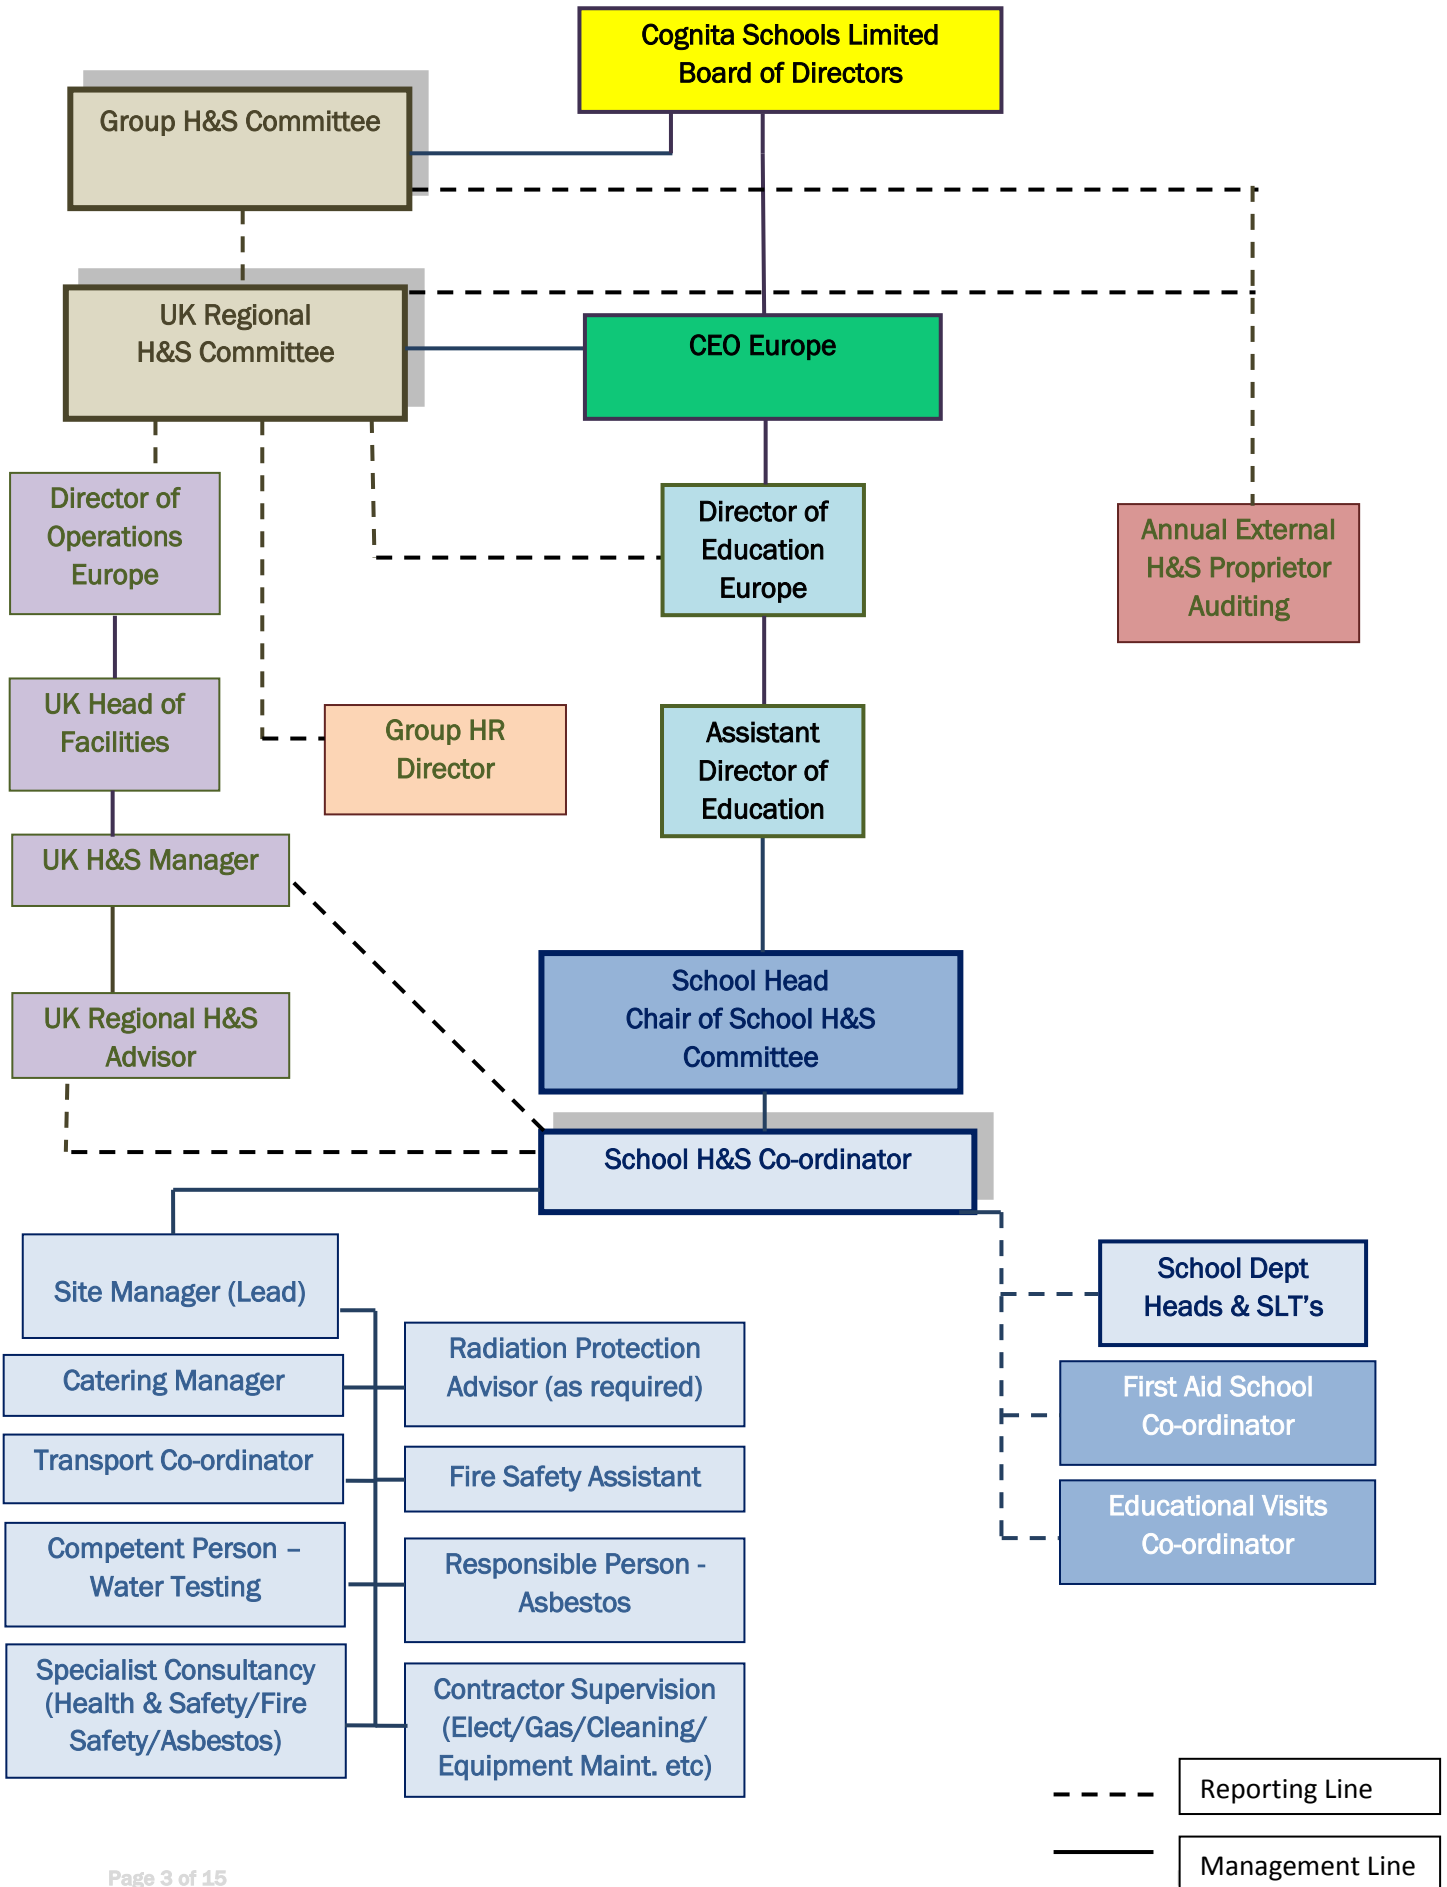 Cognita Schools Limited
Board of Directors
Group H&S Committee
UK Regional
H&S Committee
CEO Europe
Director of
Operations
Europe
Director of
Education
Europe
Annual External
H&S Proprietor
Auditing
UK Head of
Facilities
Group HR
Director
Assistant
Director of
Education
UK H&S Manager
School Head
Chair of School H&S
Committee
UK Regional H&S
Advisor
School H&S Co-ordinator
Site Manager (Lead)
School Dept
Heads & SLT’s
Radiation Protection
Advisor (as required)
Catering Manager
First Aid School
Co-ordinator
Transport Co-ordinator
Fire Safety Assistant
Educational Visits
Co-ordinator
Competent Person –
Water Testing
Responsible Person -
Asbestos
Specialist Consultancy
(Health & Safety/Fire
Safety/Asbestos)
Contractor Supervision
(Elect/Gas/Cleaning/
Equipment Maint. etc)
Reporting Line
Management Line
Page 3 of 15